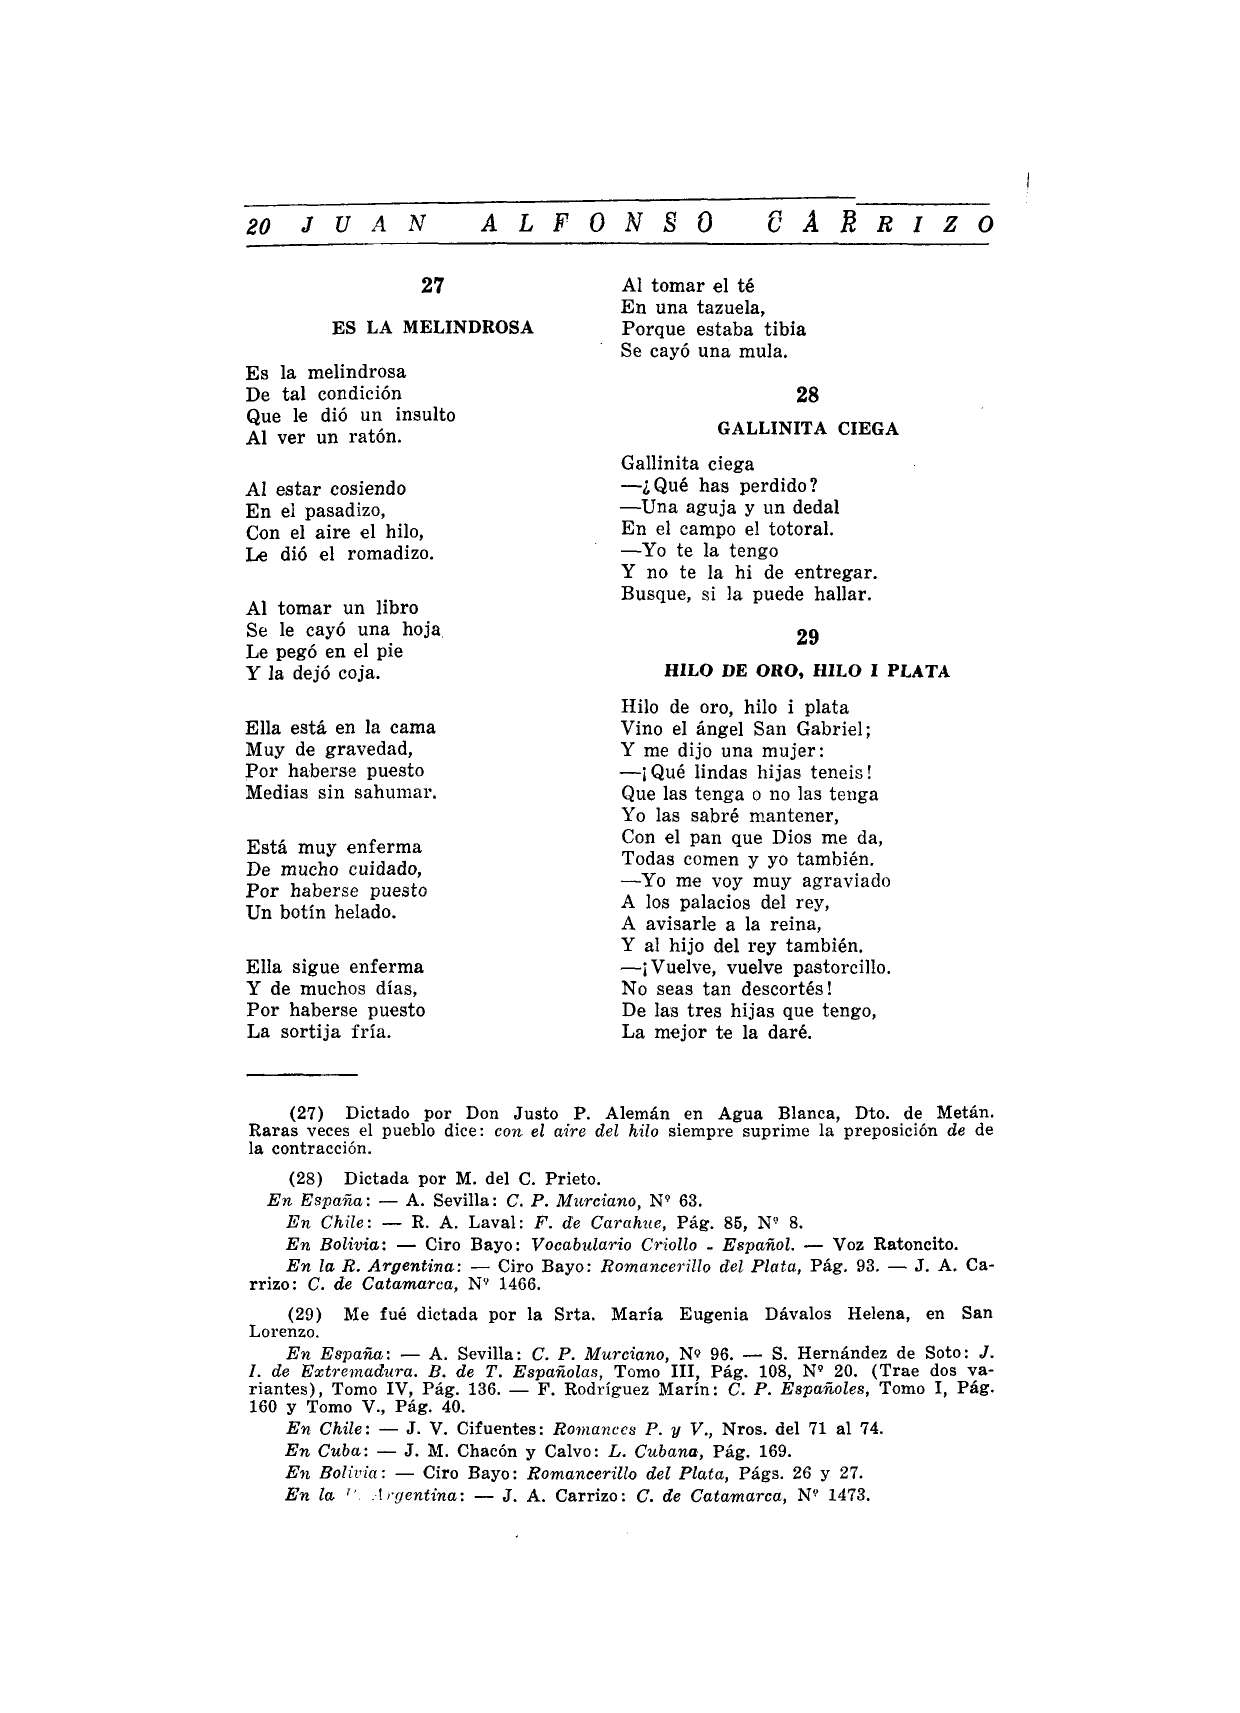 20 JUAN ALFONSO CARRIZO
27
ES LA MELINDROSA
Es la melindrosa
De tal condición
Que le dió un insulto
Al ver un ratón.
Al estar cosiendo
En el pasadizo,
Con el aire el hilo,
Le dió el romadizo.
Al tomar un libro
Se le cayó una hoja
Le pegó en el pie
Y la dejó coja.
Ella está en la cama
Muy de gravedad,
Por haberse puesto
Medias sin sahumar.
Está muy enferma
De mucho cuidado,
Por haberse puesto
Un botín helado.
Ella sigue enferma
Y de muchos días,
Por haberse puesto
La sortija fría.
Al tomar el té
En una tazuela,
Porque estaba tibia
Se cayó una mula.
28
GALLINITA CIEGA
Gallinita ciega
—¿Qué has perdido?
—Una aguja y un dedal
En el campo el totoral.
—Yo te la tengo
Y no te la hi de entregar.
Busque, si la puede hallar.
29
HILO DE ORO, HILO I PLATA
Hilo de oro, hilo i plata
Vino el ángel San Gabriel;
Y me dijo una mujer:
—¡Qué lindas hijas teneis!
Que las tenga o no las tenga
Yo las sabré mantener,
Con el pan que Dios me da,
Todas comen y yo también.
—Yo me voy muy agraviado
A los palacios del rey,
A avisarle a la reina,
Y al hijo del rey también.
—¡Vuelve, vuelve pastorcillo.
No seas tan descortés!
De las tres hijas que tengo,
La mejor te la daré.
(27) Dictado por Don Justo P. Alemán en Agua Blanca, Dto. de Metán.
Raras veces el pueblo dice: con el aire del hilo siempre suprime la preposición de de
la contracción.
(28) Dictada por M. del C. Prieto.
En España: — A. Sevilla: C. P. Murciano, Nº 63.
En Chile: — R. A. Laval: F. de Carahue, Pág. 85, Nº 8.
En Bolivia: — Ciro Bayo: Vocabulario Criollo - Español. — Voz Ratoncito.
En la R. Argentina: — Ciro Bayo: Romancerillo del Plata, Pág. 93. — J. A. Ca-
rrizo: C. de Catamarca, Nº 1466.
(29) Me fué dictada por la Srta. María Eugenia Dávalos Helena, en San
Lorenzo.
En España: — A. Sevilla: C. P. Murciano, Nº 96. — S. Hernández de Soto: J.
I. de Extremadura. B. de T. Españolas, Tomo III, Pág. 108, Nº 20. (Trae dos va-
riantes), Tomo IV, Pág. 136. — F. Rodríguez Marín: C. P. Españoles, Tomo I, Pág.
160 y Tomo V., Pág. 40.
En Chile: — J. V. Cifuentes: Romances P. y V., Nros. del 71 al 74.
En Cuba: — J. M. Chacón y Calvo: L. Cubana, Pág. 169.
En Bolivia: — Ciro Bayo: Romancerillo del Plata, Págs. 26 y 27.
En la Argentina: — J. A. Carrizo: C. de Catamarca, Nº 1473.